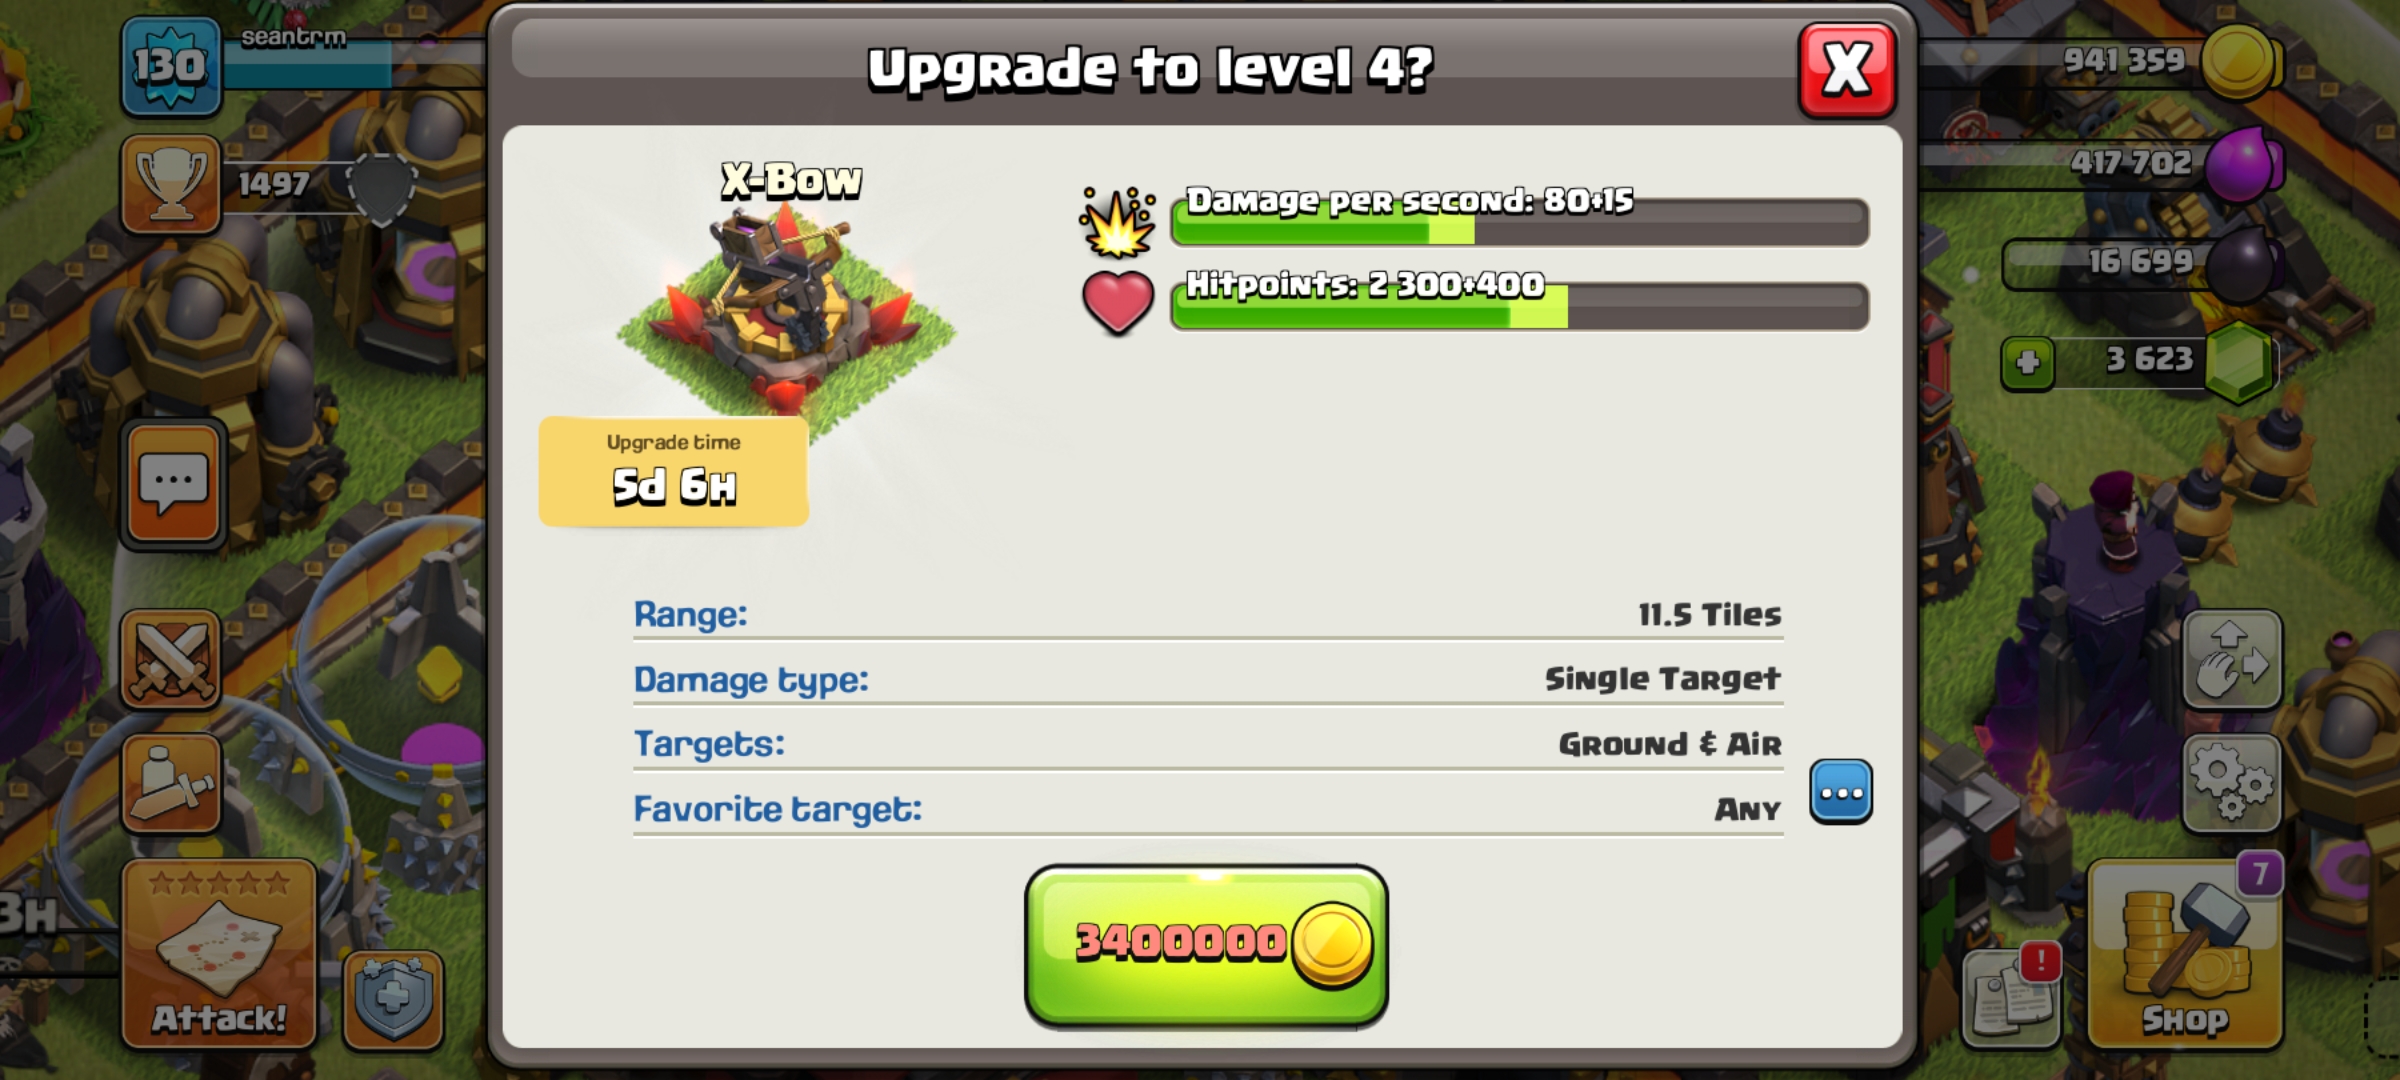 130
seantrm
1497
Upgrade to level 4?
X
X-Bow
Damage per second: 80+15
Hitpoints: 2 300+400
Upgrade time
5d 6H
Range:
11.5 Tiles
Damage type:
Single Target
Targets:
Ground & Air
Favorite target:
Any
3400000
941 359
417 702
16 699
3 623
3H
Attack!
7
!
Shop